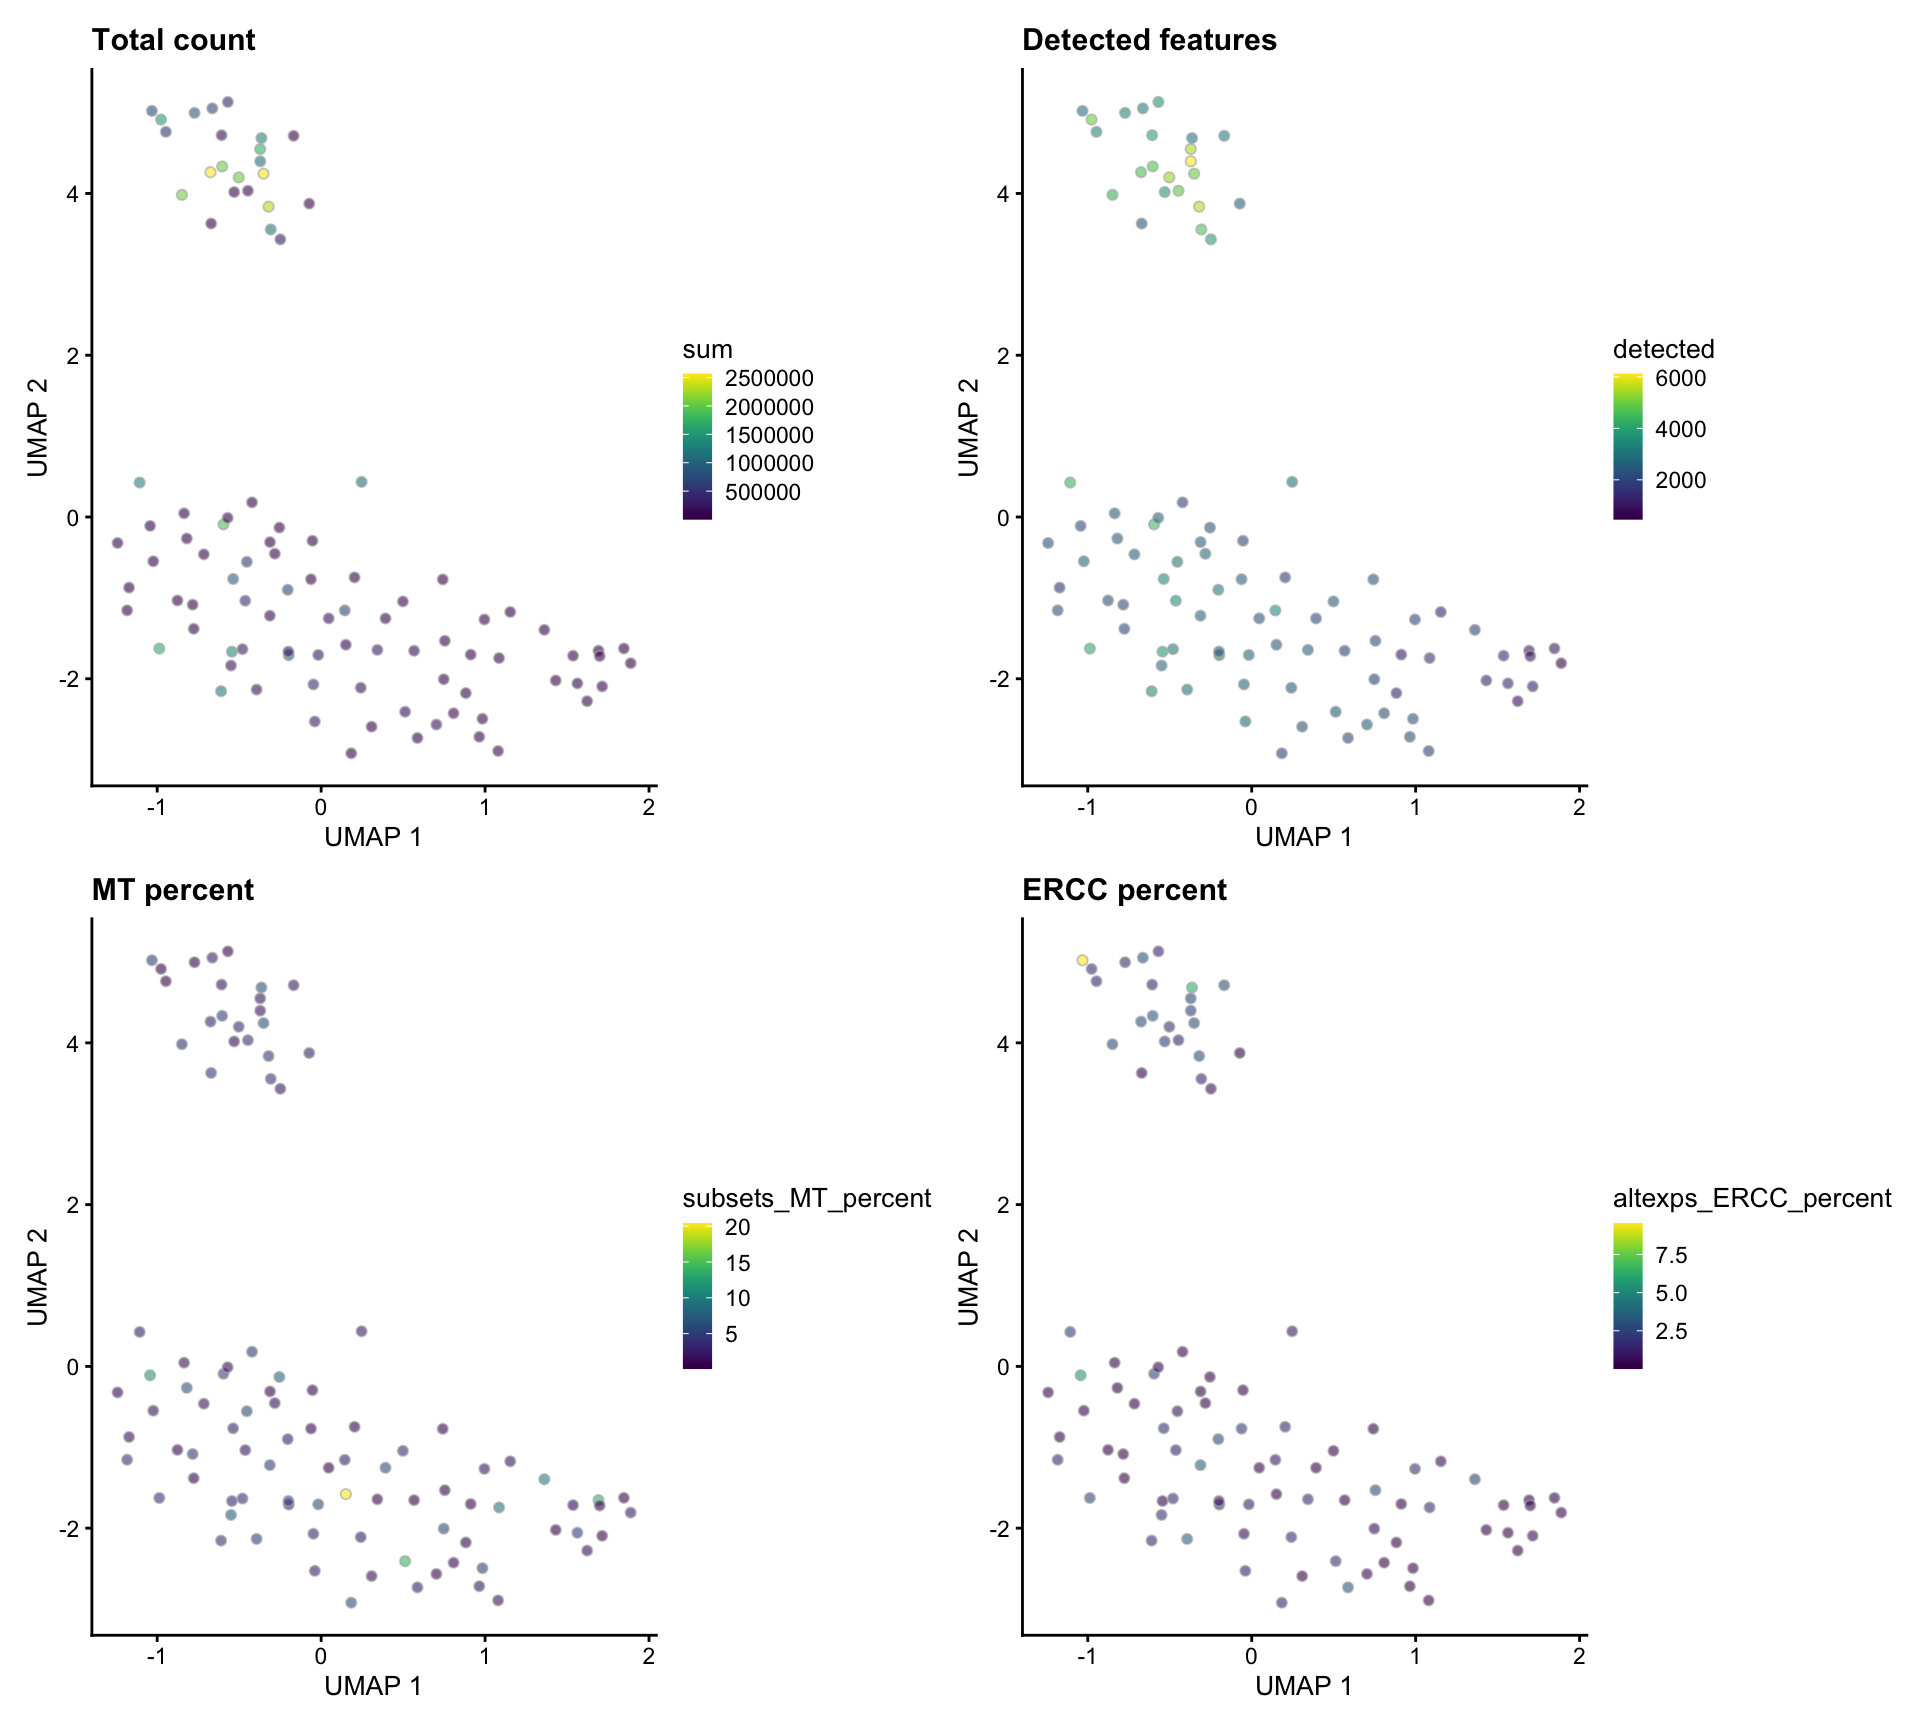 Total count
UMAP 2
4
2
0
-2
-1 0 1 2
UMAP 1
sum
2500000
2000000
1500000
1000000
500000
Detected features
UMAP 2
4
2
0
-2
-1 0 1 2
UMAP 1
detected
6000
4000
2000
MT percent
UMAP 2
4
2
0
-2
-1 0 1 2
UMAP 1
subsets_MT_percent
20
15
10
5
ERCC percent
UMAP 2
4
2
0
-2
-1 0 1 2
UMAP 1
altexps_ERCC_percent
7.5
5.0
2.5